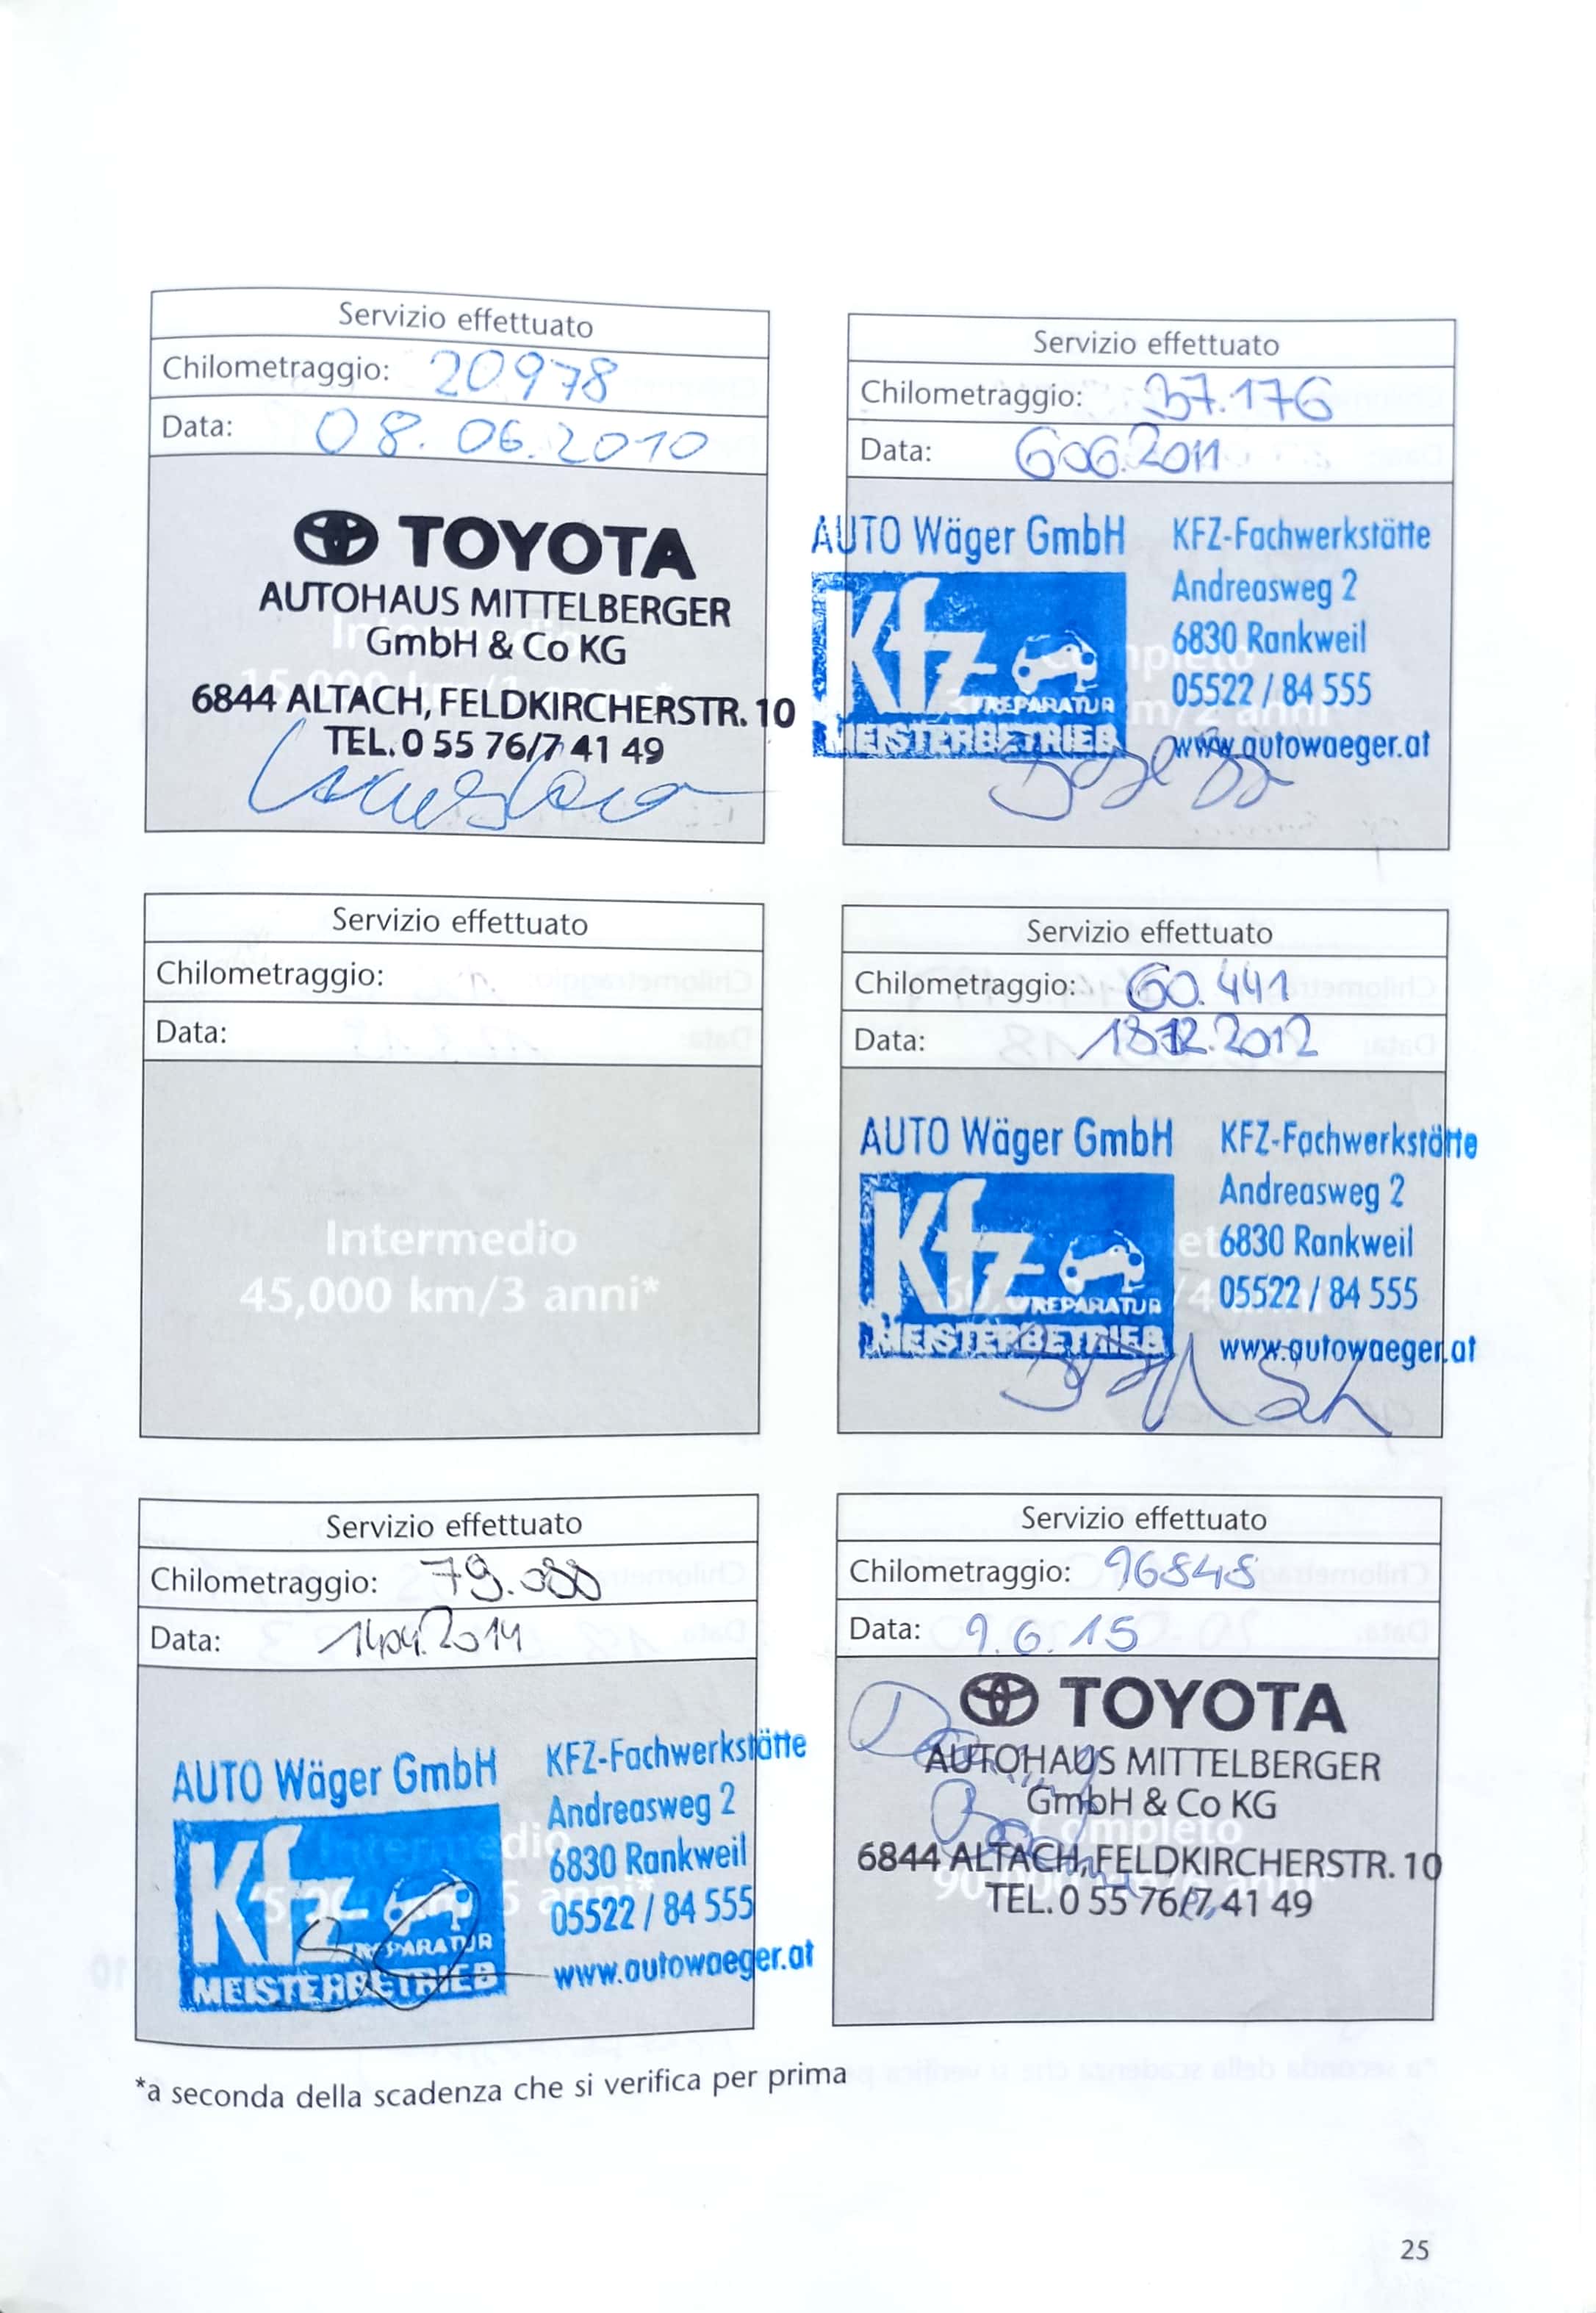 Servizio effettuato
Chilometraggio: 20978
Data: 08.06.2010
TOYOTA
AUTOHAUS MITTELBERGER
GmbH & Co KG
6844 ALTACH, FELDKIRCHERSTR. 10
TEL. 0 55 76/7 41 49
Servizio effettuato
Chilometraggio: 37.176
Data: 6.06.2011
AUTO Wäger GmbH
Kfz
REPARATUR
MEISTERBETRIEB
KFZ-Fachwerkstätte
Andreasweg 2
6830 Rankweil
05522 / 84 555
www.autowaeger.at
Servizio effettuato
Chilometraggio:
Data:
Intermedio
45,000 km/3 anni*
Servizio effettuato
Chilometraggio: 60.441
Data: 18.12.2012
AUTO Wäger GmbH
Kfz
REPARATUR
MEISTERBETRIEB
KFZ-Fachwerkstätte
Andreasweg 2
6830 Rankweil
05522 / 84 555
www.autowaeger.at
Servizio effettuato
Chilometraggio:
Data: 14.04.2014
AUTO Wäger GmbH
Kfz
REPARATUR
MEISTERBETRIEB
KFZ-Fachwerkstätte
Andreasweg 2
6830 Rankweil
05522 / 84 555
www.autowaeger.at
Servizio effettuato
Chilometraggio: 96848
Data: 9.6.15
TOYOTA
AUTOHAUS MITTELBERGER
GmbH & Co KG
Completo
6844 ALTACH, FELDKIRCHERSTR. 10
TEL. 0 55 76/7 41 49
*a seconda della scadenza che si verifica per prima
25